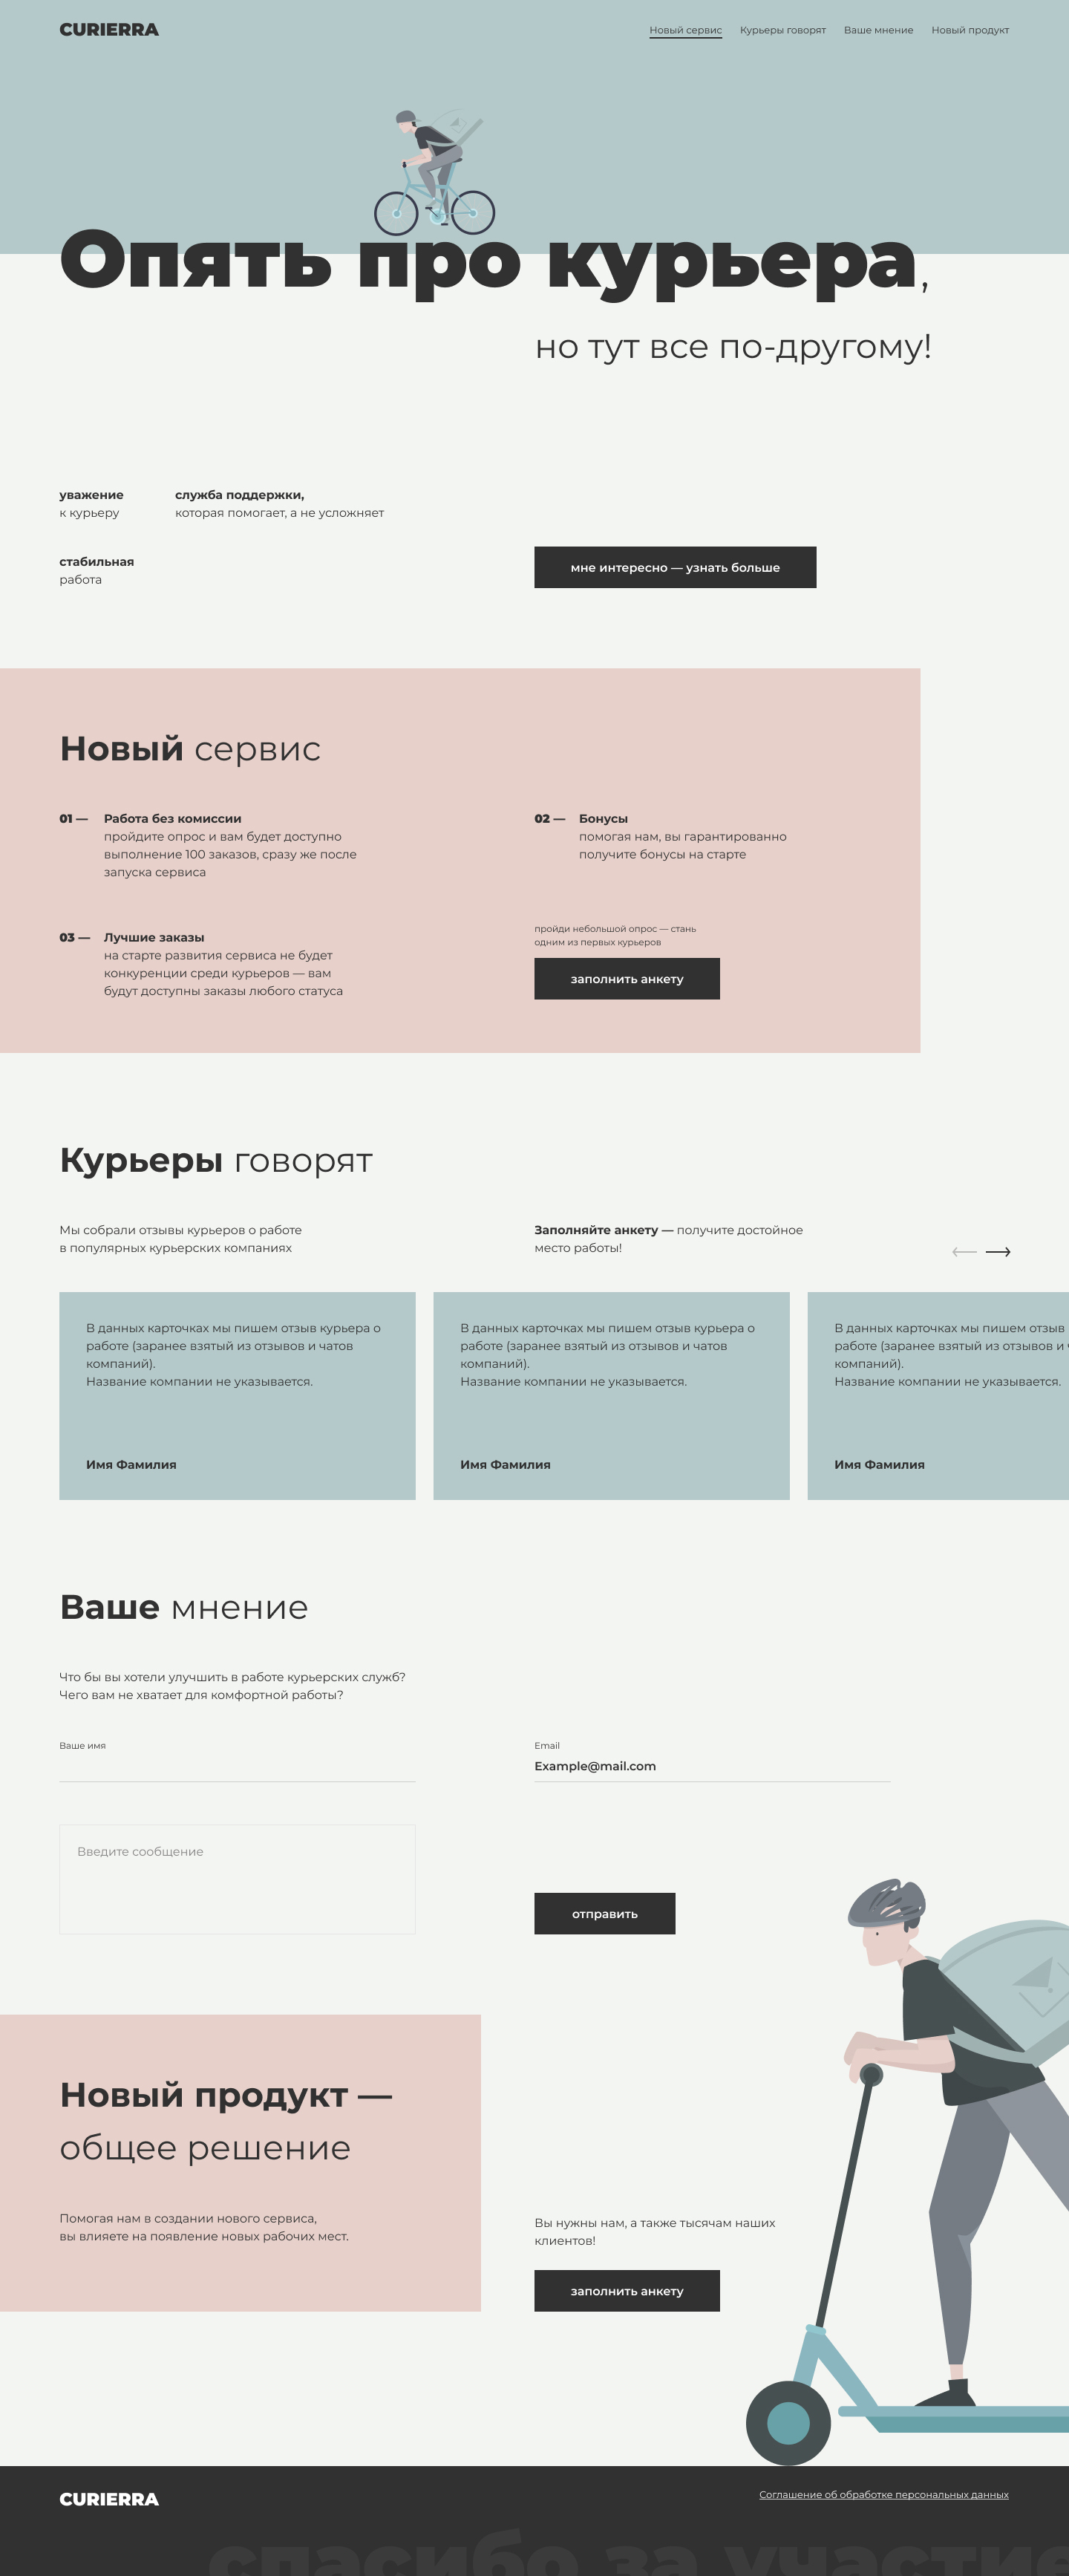 CURIERRA
Новый сервис
Курьеры говорят
Ваше мнение
Новый продукт
Опять про курьера,
но тут все по-другому!
уважение
к курьеру
служба поддержки,
которая помогает, а не усложняет
стабильная
работа
мне интересно — узнать больше
Новый сервис
01 — Работа без комиссии
пройдите опрос и вам будет доступно
выполнение 100 заказов, сразу же после
запуска сервиса
02 — Бонусы
помогая нам, вы гарантированно
получите бонусы на старте
03 — Лучшие заказы
на старте развития сервиса не будет
конкуренции среди курьеров — вам
будут доступны заказы любого статуса
пройди небольшой опрос — стань
одним из первых курьеров
заполнить анкету
Курьеры говорят
Мы собрали отзывы курьеров о работе
в популярных курьерских компаниях
Заполняйте анкету — получите достойное
место работы!
В данных карточках мы пишем отзыв курьера о
работе (заранее взятый из отзывов и чатов
компаний).
Название компании не указывается.
Имя Фамилия
В данных карточках мы пишем отзыв курьера о
работе (заранее взятый из отзывов и чатов
компаний).
Название компании не указывается.
Имя Фамилия
В данных карточках мы пишем отзыв
работе (заранее взятый из отзывов и
компаний).
Название компании не указывается.
Имя Фамилия
Ваше мнение
Что бы вы хотели улучшить в работе курьерских служб?
Чего вам не хватает для комфортной работы?
Ваше имя
Email
Example@mail.com
Введите сообщение
отправить
Новый продукт —
общее решение
Помогая нам в создании нового сервиса,
вы влияете на появление новых рабочих мест.
Вы нужны нам, а также тысячам наших
клиентов!
заполнить анкету
CURIERRA
Соглашение об обработке персональных данных
спасибо за участие